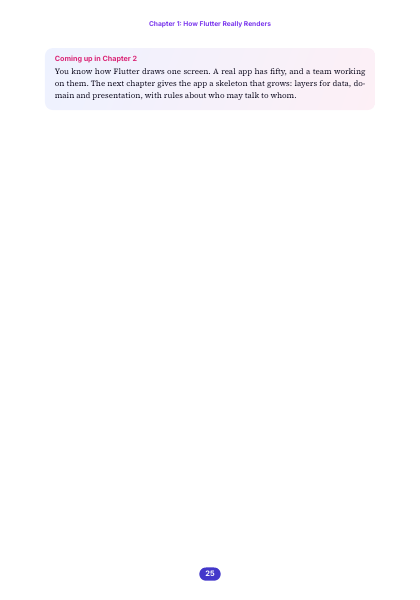 Chapter 1: How Flutter Really Renders
Coming up in Chapter 2
You know how Flutter draws one screen. A real app has fifty, and a team working
on them. The next chapter gives the app a skeleton that grows: layers for data, do-
main and presentation, with rules about who may talk to whom.
25